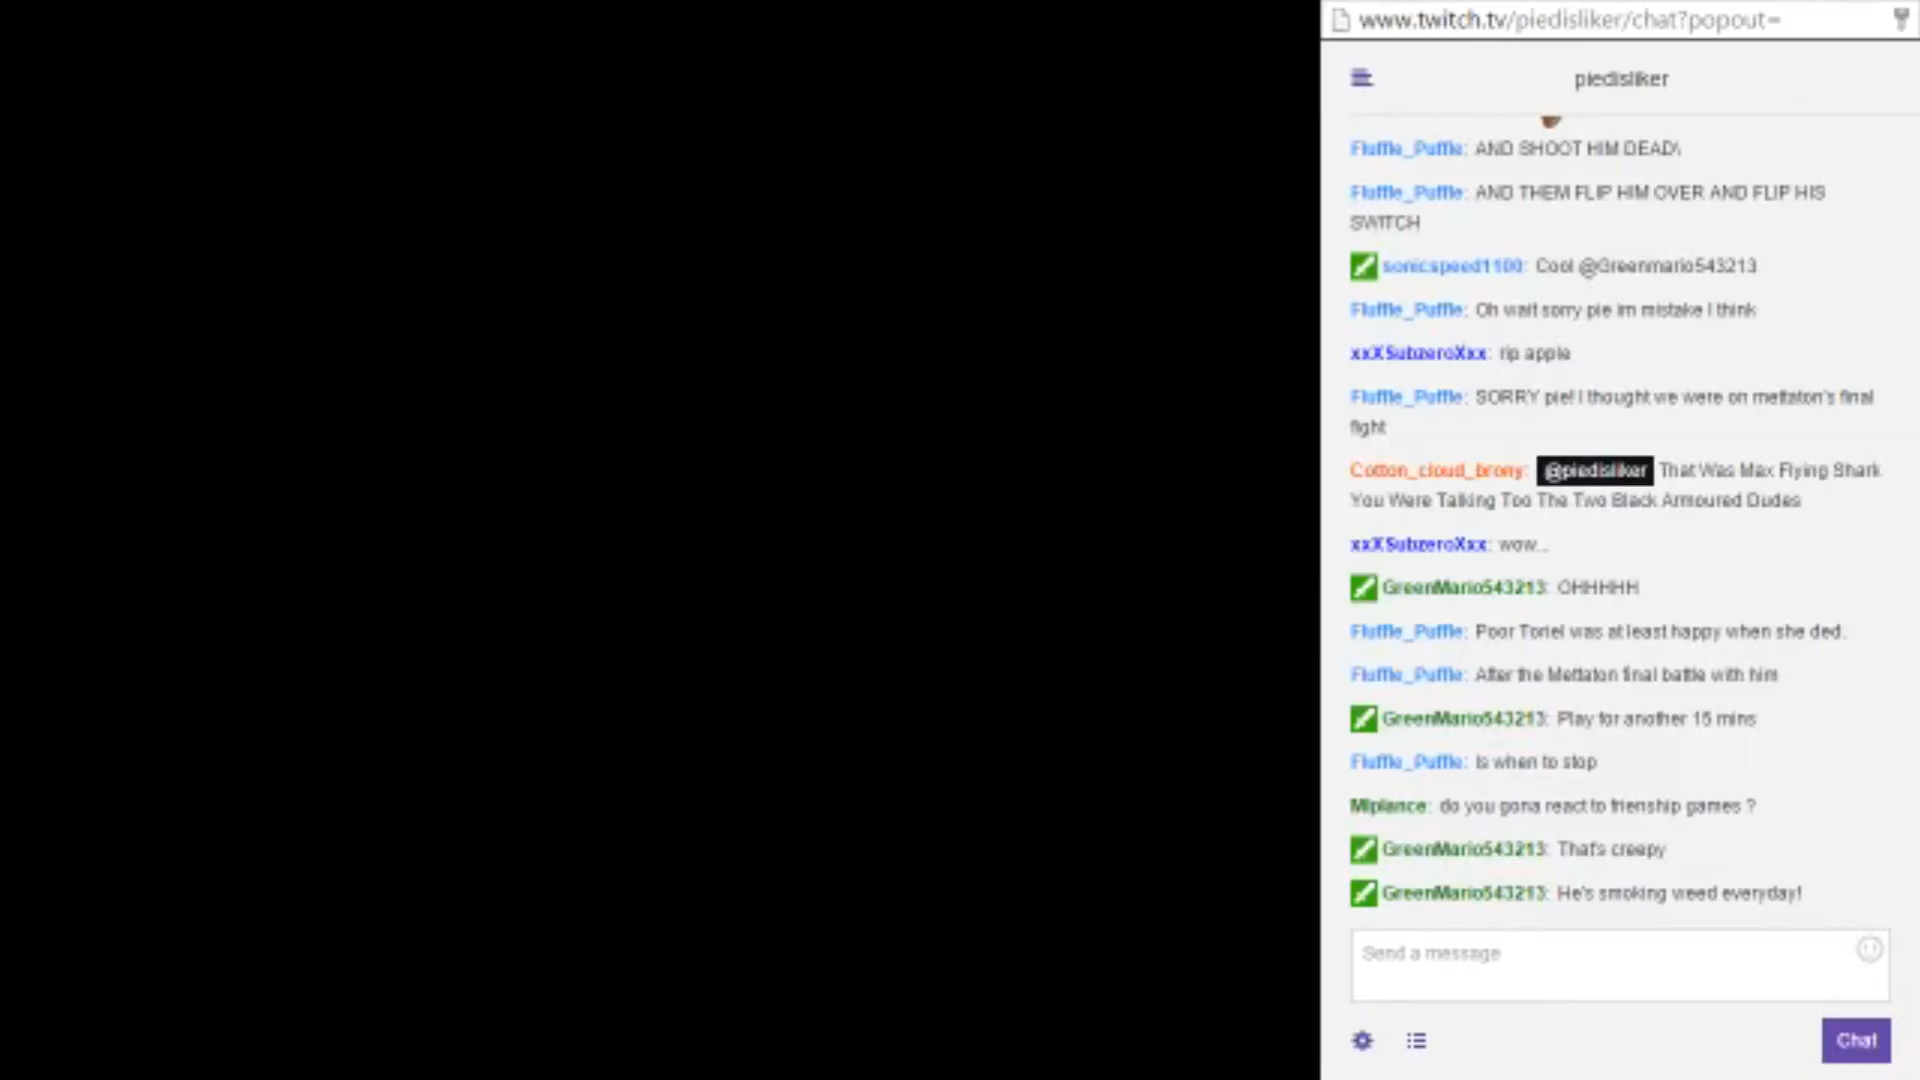 www.twitch.tv/piedisliker/chat?popout=
piedisliker
Fluffle_Puffle: AND SHOOT HIM DEAD\
Fluffle_Puffle: AND THEM FLIP HIM OVER AND FLIP HIS
SWITCH
sonicspeed1100: Cool @Greenmario543213
Fluffle_Puffle: Oh wait sorry pie im mistake I think
xxXSubzeroXxx: rip apple
Fluffle_Puffle: SORRY pie! I thought we were on mettaton's final
fight
Cotton_cloud_brony: @piedisliker That Was Max Flying Shark
You Were Talking Too The Two Black Armoured Dudes
xxXSubzeroXxx: wow...
GreenMario543213: OHHHHH
Fluffle_Puffle: Poor Toriel was at least happy when she ded.
Fluffle_Puffle: After the Mettaton final battle with him
GreenMario543213: Play for another 15 mins
Fluffle_Puffle: Is when to stop
Miplance: do you gona react to frienship games ?
GreenMario543213: That's creepy
GreenMario543213: He's smoking weed everyday!
Send a message
Chat